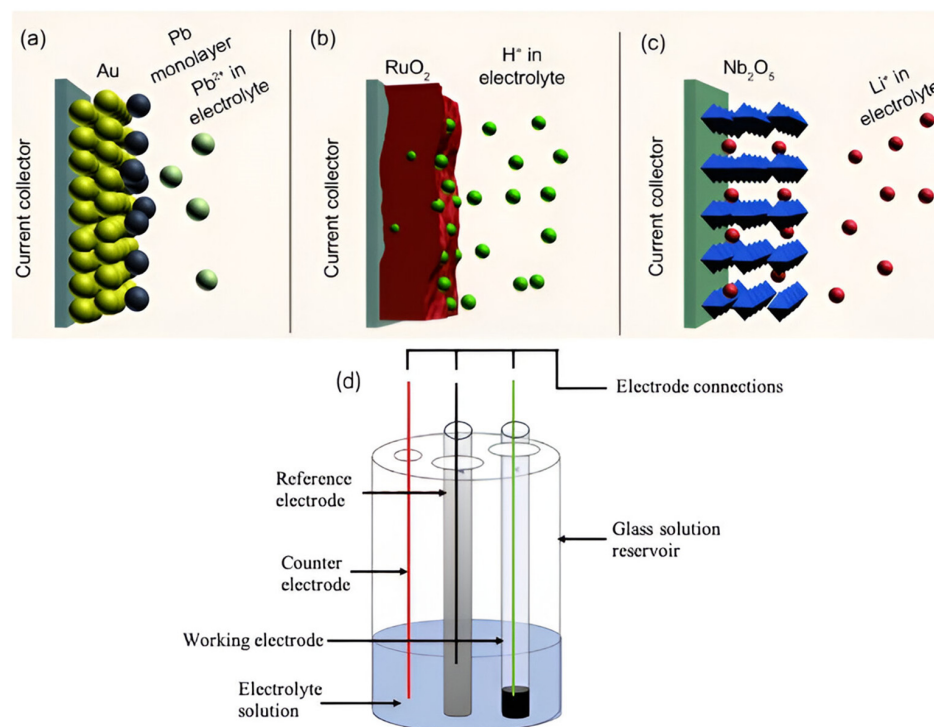 (a)
Pb
monolayer
Au
Pb²⁺ in
electrolyte
Current collector
(b)
RuO₂
H⁺ in
electrolyte
Current collector
(c)
Nb₂O₅
Li⁺ in
electrolyte
Current collector
(d)
Electrode connections
Reference
electrode
Glass solution
reservoir
Counter
electrode
Working electrode
Electrolyte
solution